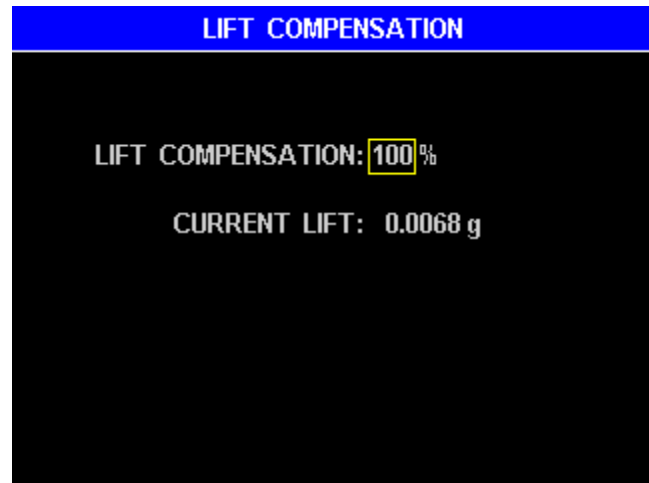 LIFT COMPENSATION
LIFT COMPENSATION: 100 %
CURRENT LIFT: 0.0068 g